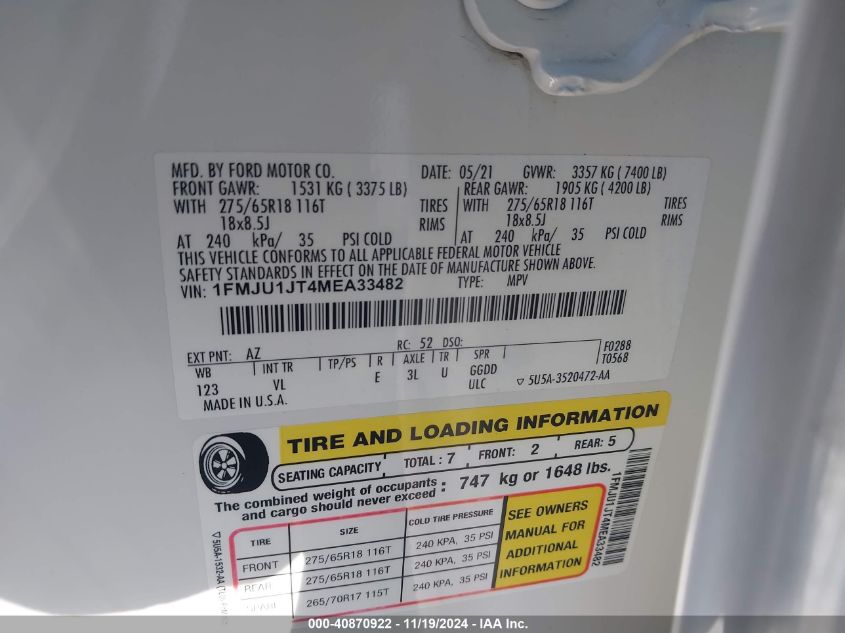 MFD. BY FORD MOTOR CO. DATE: 05/21 GVWR: 3357 KG ( 7400 LB)
FRONT GAWR: 1531 KG ( 3375 LB) REAR GAWR: 1905 KG ( 4200 LB)
WITH 275/65R18 116T TIRES WITH 275/65R18 116T TIRES
18x8.5J RIMS 18x8.5J RIMS
AT 240 kPa/ 35 PSI COLD AT 240 kPa/ 35 PSI COLD
THIS VEHICLE CONFORMS TO ALL APPLICABLE FEDERAL MOTOR VEHICLE
SAFETY STANDARDS IN EFFECT ON THE DATE OF MANUFACTURE SHOWN ABOVE.
VIN: 1FMJU1JT4MEA33482 TYPE: MPV
EXT PNT: AZ RC: 52 DSO: F0288
WB INT TR TP/PS R AXLE TR SPR T0568
123 VL E 3L U GGDD
ULC ▽ 5U5A-3520472-AA
MADE IN U.S.A.
TIRE AND LOADING INFORMATION
SEATING CAPACITY TOTAL: 7 FRONT: 2 REAR: 5
The combined weight of occupants : 747 kg or 1648 lbs.
and cargo should never exceed
TIRE SIZE COLD TIRE PRESSURE
FRONT 275/65R18 116T 240 KPA, 35 PSI
REAR 275/65R18 116T 240 KPA, 35 PSI
SPARE 265/70R17 115T 240 KPA, 35 PSI
SEE OWNERS
MANUAL FOR
ADDITIONAL
INFORMATION
1FMJU1JT4MEA33482
▽ 5U5A-1532-AA
000-40870922 - 11/19/2024 - IAA Inc.